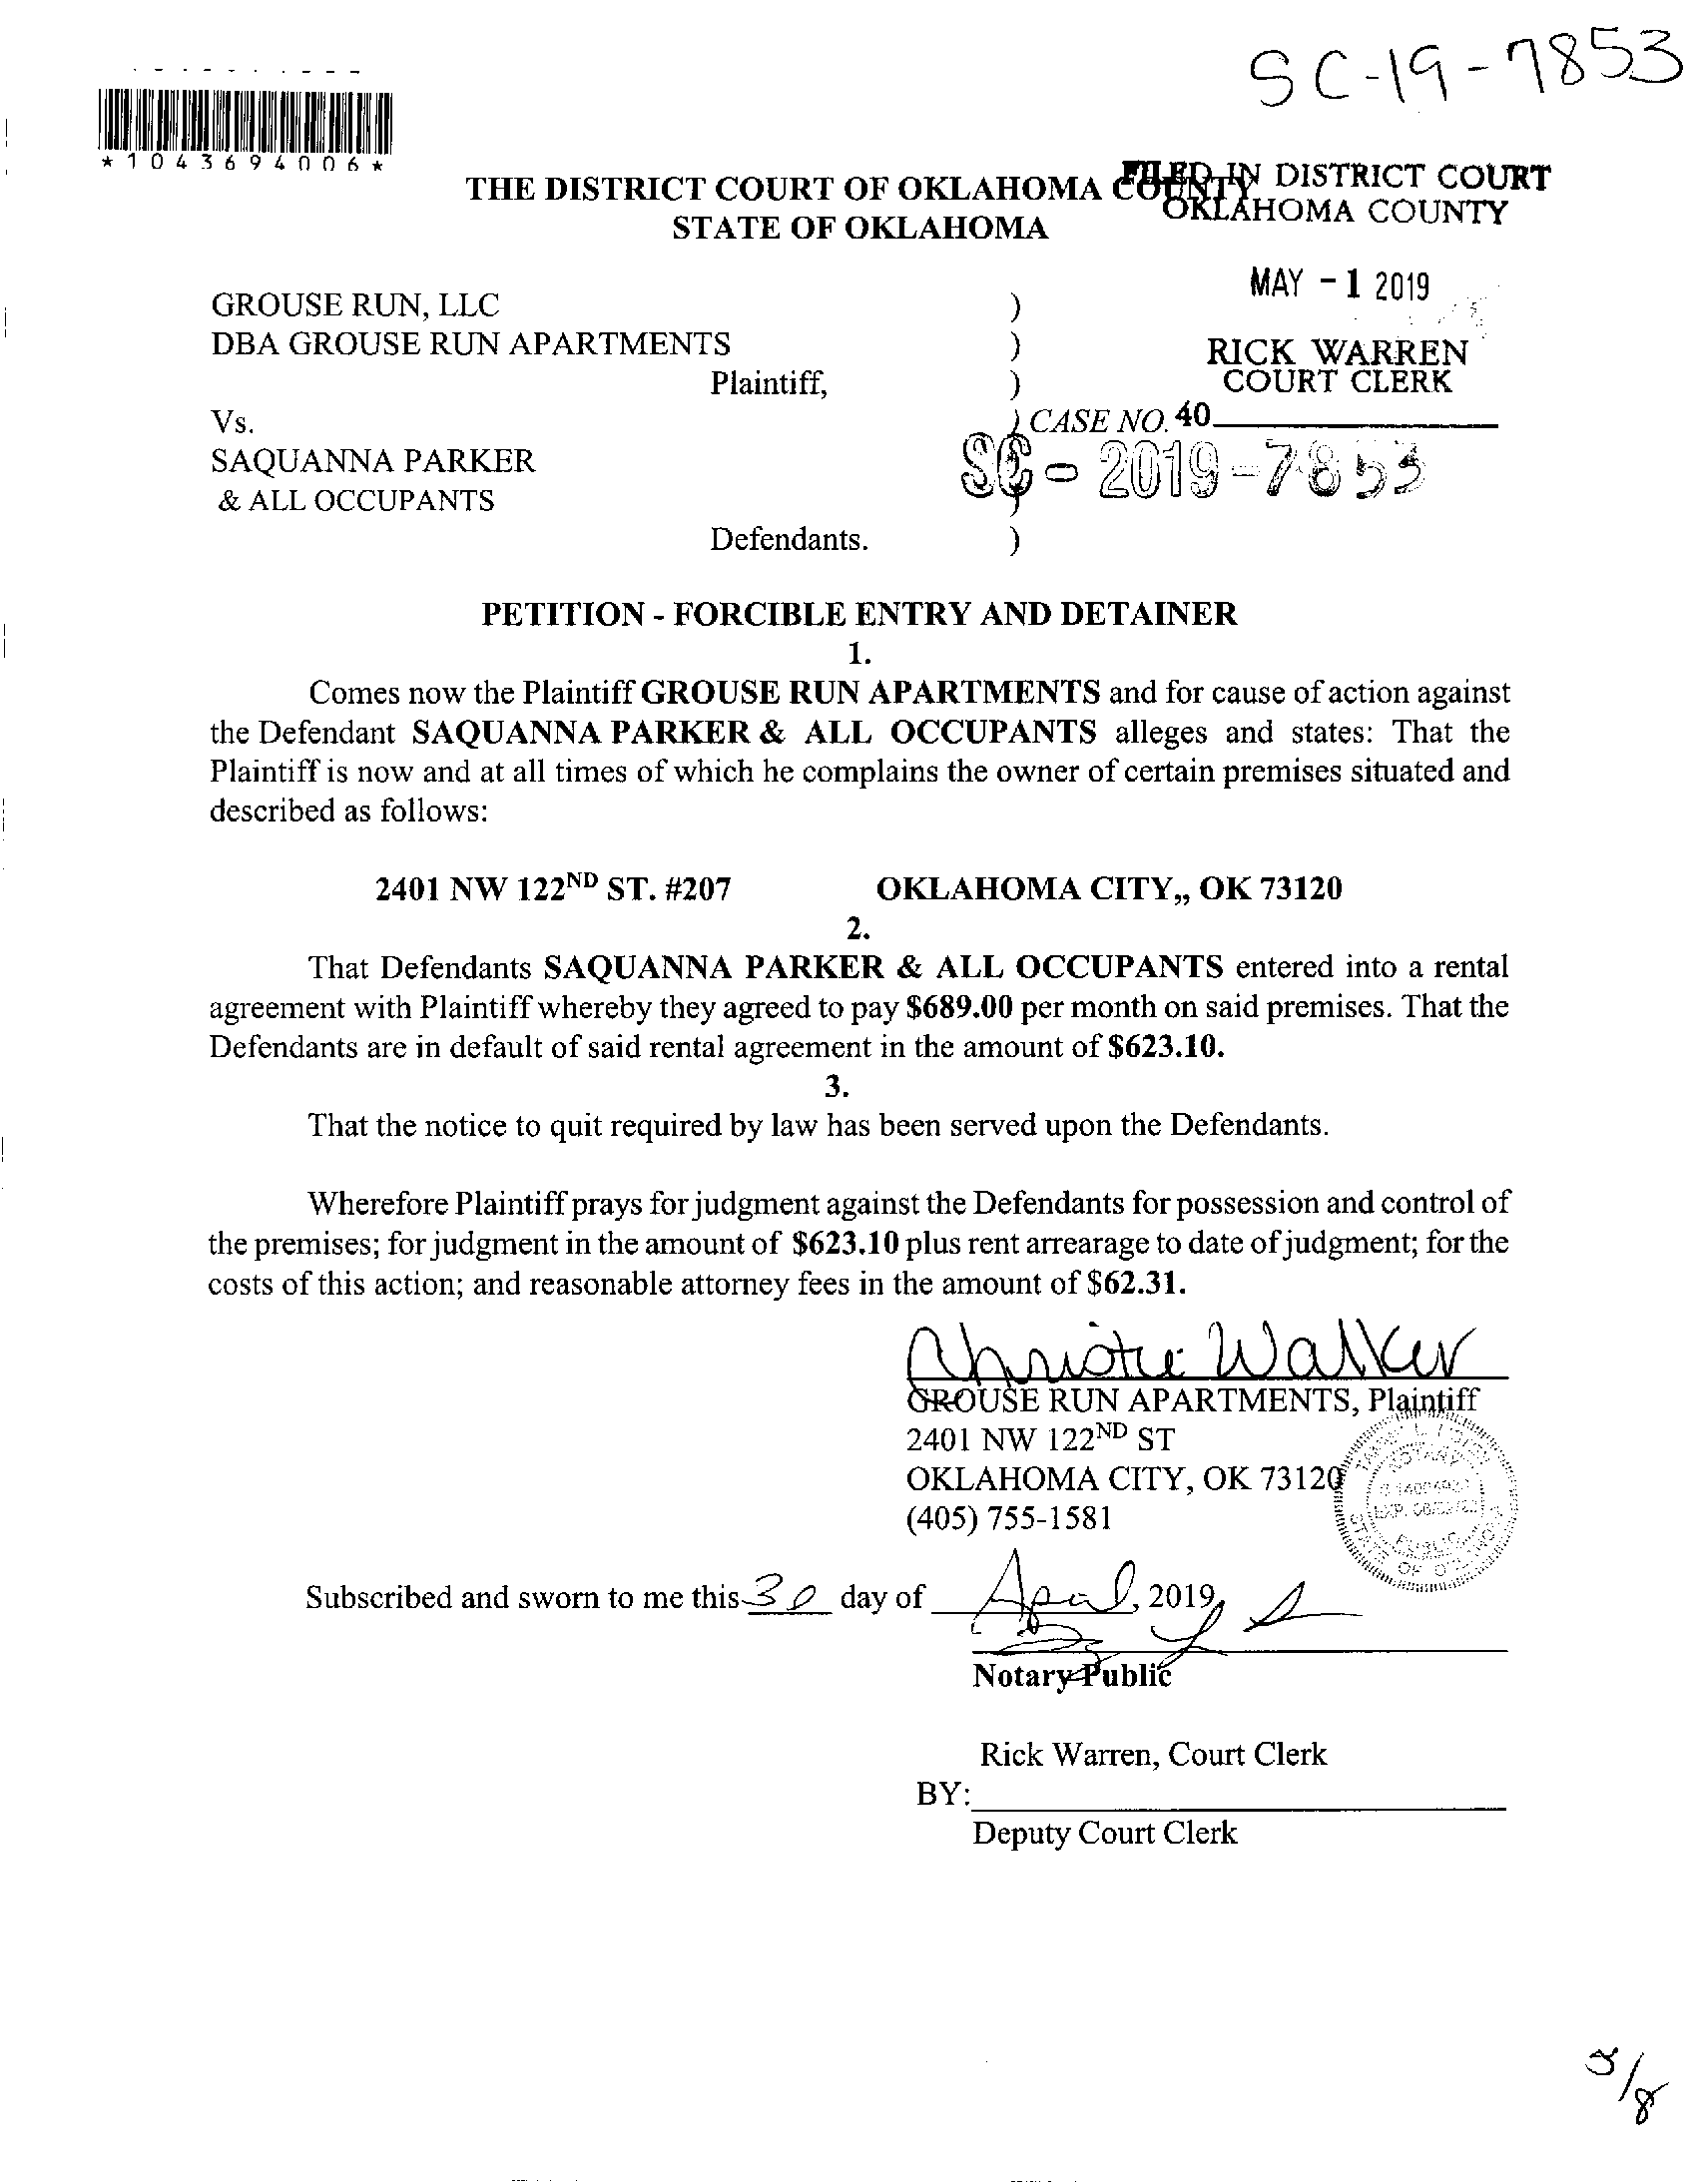 SC-19-7853
*1043694006*
FILED IN DISTRICT COURT
OKLAHOMA COUNTY
THE DISTRICT COURT OF OKLAHOMA COUNTY
STATE OF OKLAHOMA
MAY -1 2019
RICK WARREN
COURT CLERK
40
GROUSE RUN, LLC )
DBA GROUSE RUN APARTMENTS )
Plaintiff, )
Vs. ) CASE NO.
SC-2019-7853
SAQUANNA PARKER
& ALL OCCUPANTS )
Defendants. )
PETITION - FORCIBLE ENTRY AND DETAINER
1.
Comes now the Plaintiff GROUSE RUN APARTMENTS and for cause of action against
the Defendant SAQUANNA PARKER & ALL OCCUPANTS alleges and states: That the
Plaintiff is now and at all times of which he complains the owner of certain premises situated and
described as follows:
2401 NW 122ND ST. #207 OKLAHOMA CITY,, OK 73120
2.
That Defendants SAQUANNA PARKER & ALL OCCUPANTS entered into a rental
agreement with Plaintiff whereby they agreed to pay $689.00 per month on said premises. That the
Defendants are in default of said rental agreement in the amount of $623.10.
3.
That the notice to quit required by law has been served upon the Defendants.
Wherefore Plaintiff prays for judgment against the Defendants for possession and control of
the premises; for judgment in the amount of $623.10 plus rent arrearage to date of judgment; for the
costs of this action; and reasonable attorney fees in the amount of $62.31.
Christie Walker
GROUSE RUN APARTMENTS, Plaintiff
2401 NW 122ND ST
OKLAHOMA CITY, OK 73120
(405) 755-1581
NOTARY
PUBLIC
STATE OF
Subscribed and sworn to me this 30 day of April, 2019,
Notary Public
Rick Warren, Court Clerk
BY:
Deputy Court Clerk
5/8